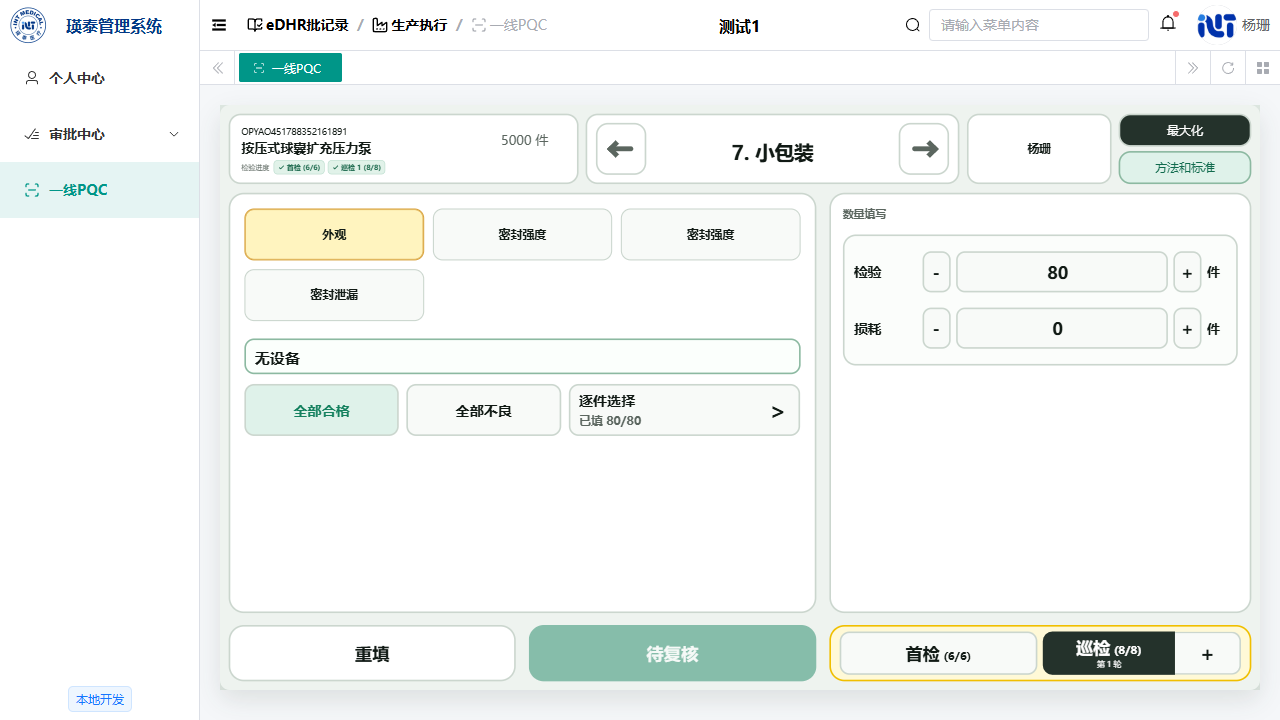 瑛泰管理系统
eDHR批记录 / 生产执行 / 一线PQC
测试1
请输入菜单内容
杨珊
个人中心
审批中心
一线PQC
本地开发
一线PQC
OPYAO451788352161891
按压式球囊扩充压力泵
检验进度 ✓ 首检 (6/6) ✓ 巡检 1 (8/8)
5000 件
7. 小包装
杨珊
最大化
方法和标准
外观
密封强度
密封强度
密封泄漏
无设备
全部合格
全部不良
逐件选择
已填 80/80
>
数量填写
检验 - 80 + 件
损耗 - 0 + 件
重填
待复核
首检 (6/6)
巡检 (8/8)
第 1 轮
+